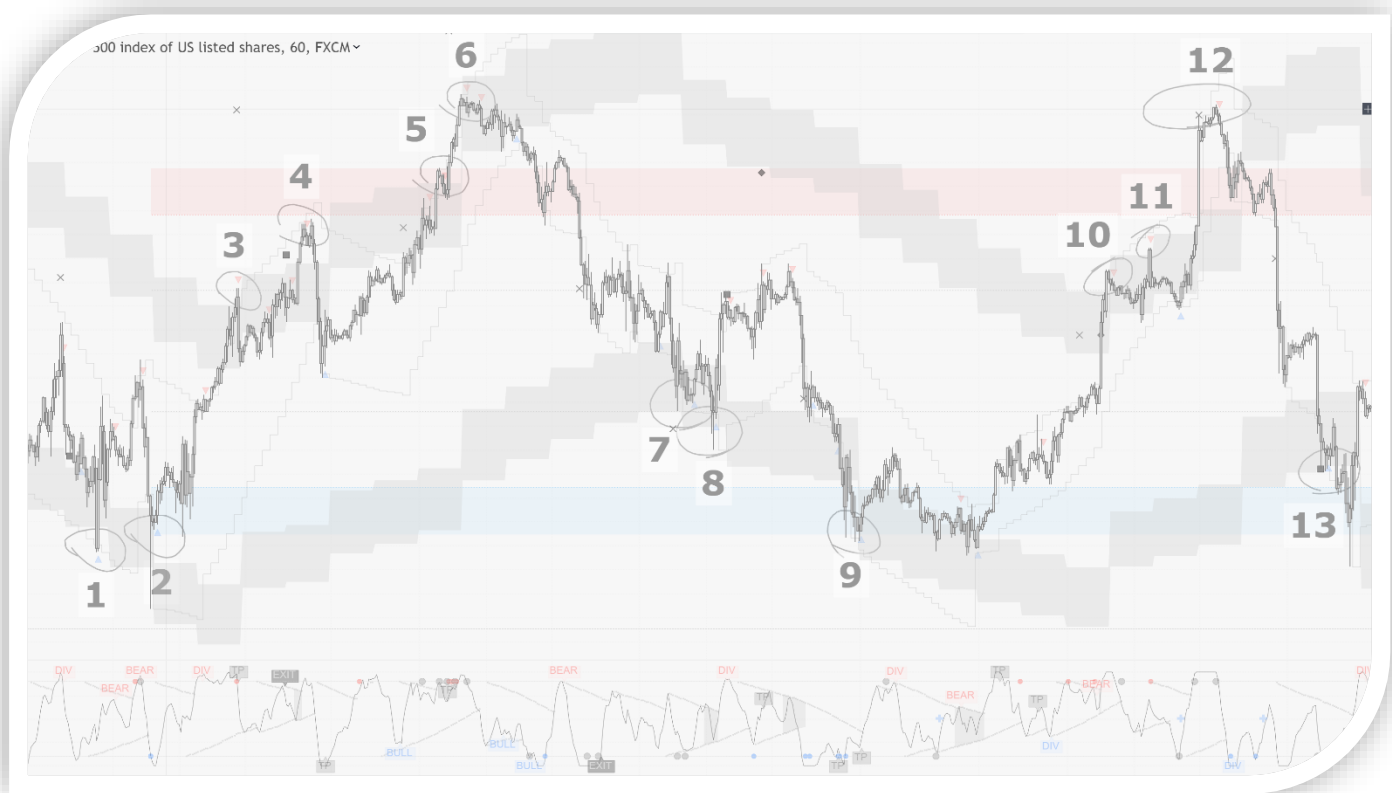 500 index of US listed shares, 60, FXCM
6
12
5
4
11
3
10
7
8
13
9
1
2
DIV
BEAR
DIV
TP
BEAR
DIV
DIV
TP
BEAR
EXIT
BEAR
TP
BEAR
TP
TP
BULL
BULL
DIV
TP
BULL
EXIT
TP
TP
DIV